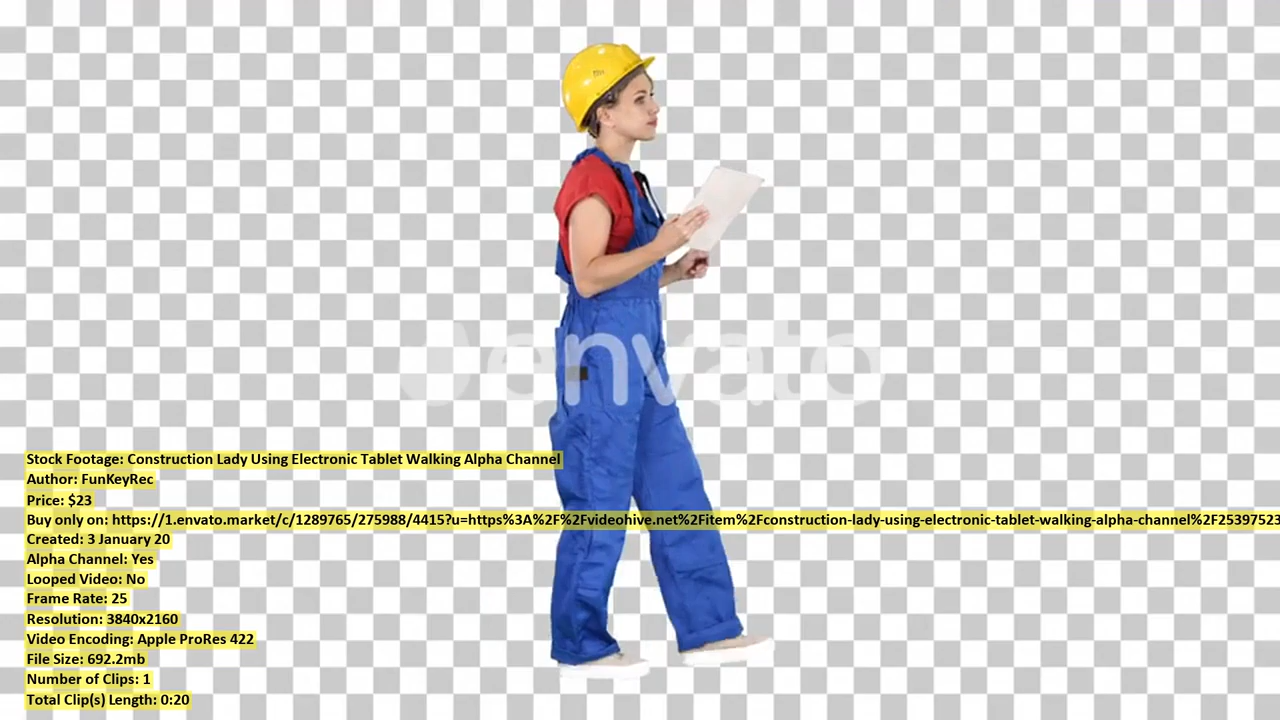 envato
Stock Footage: Construction Lady Using Electronic Tablet Walking Alpha Channel
Author: FunKeyRec
Price: $23
Buy only on: https://1.envato.market/c/1289765/275988/4415?u=https%3A%2F%2Fvideohive.net%2Fitem%2Fconstruction-lady-using-electronic-tablet-walking-alpha-channel%2F25397523
Created: 3 January 20
Alpha Channel: Yes
Looped Video: No
Frame Rate: 25
Resolution: 3840x2160
Video Encoding: Apple ProRes 422
File Size: 692.2mb
Number of Clips: 1
Total Clip(s) Length: 0:20